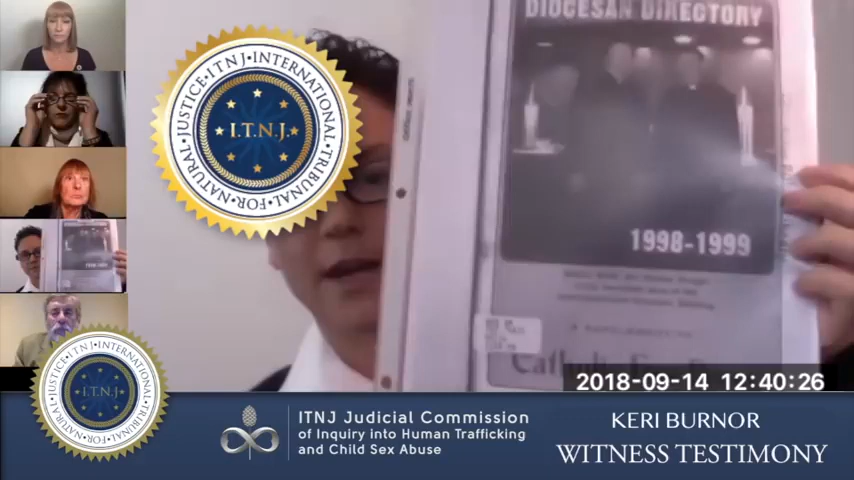 DIOCESAN DIRECTORY
INTERNATIONAL TRIBUNAL FOR NATURAL JUSTICE I.T.N.J.
I.T.N.J.
1998-1999
Catholic
2018-09-14 12:40:26
INTERNATIONAL TRIBUNAL FOR NATURAL JUSTICE I.T.N.J.
I.T.N.J.
ITNJ Judicial Commission
of Inquiry into Human Trafficking
and Child Sex Abuse
KERI BURNOR
WITNESS TESTIMONY